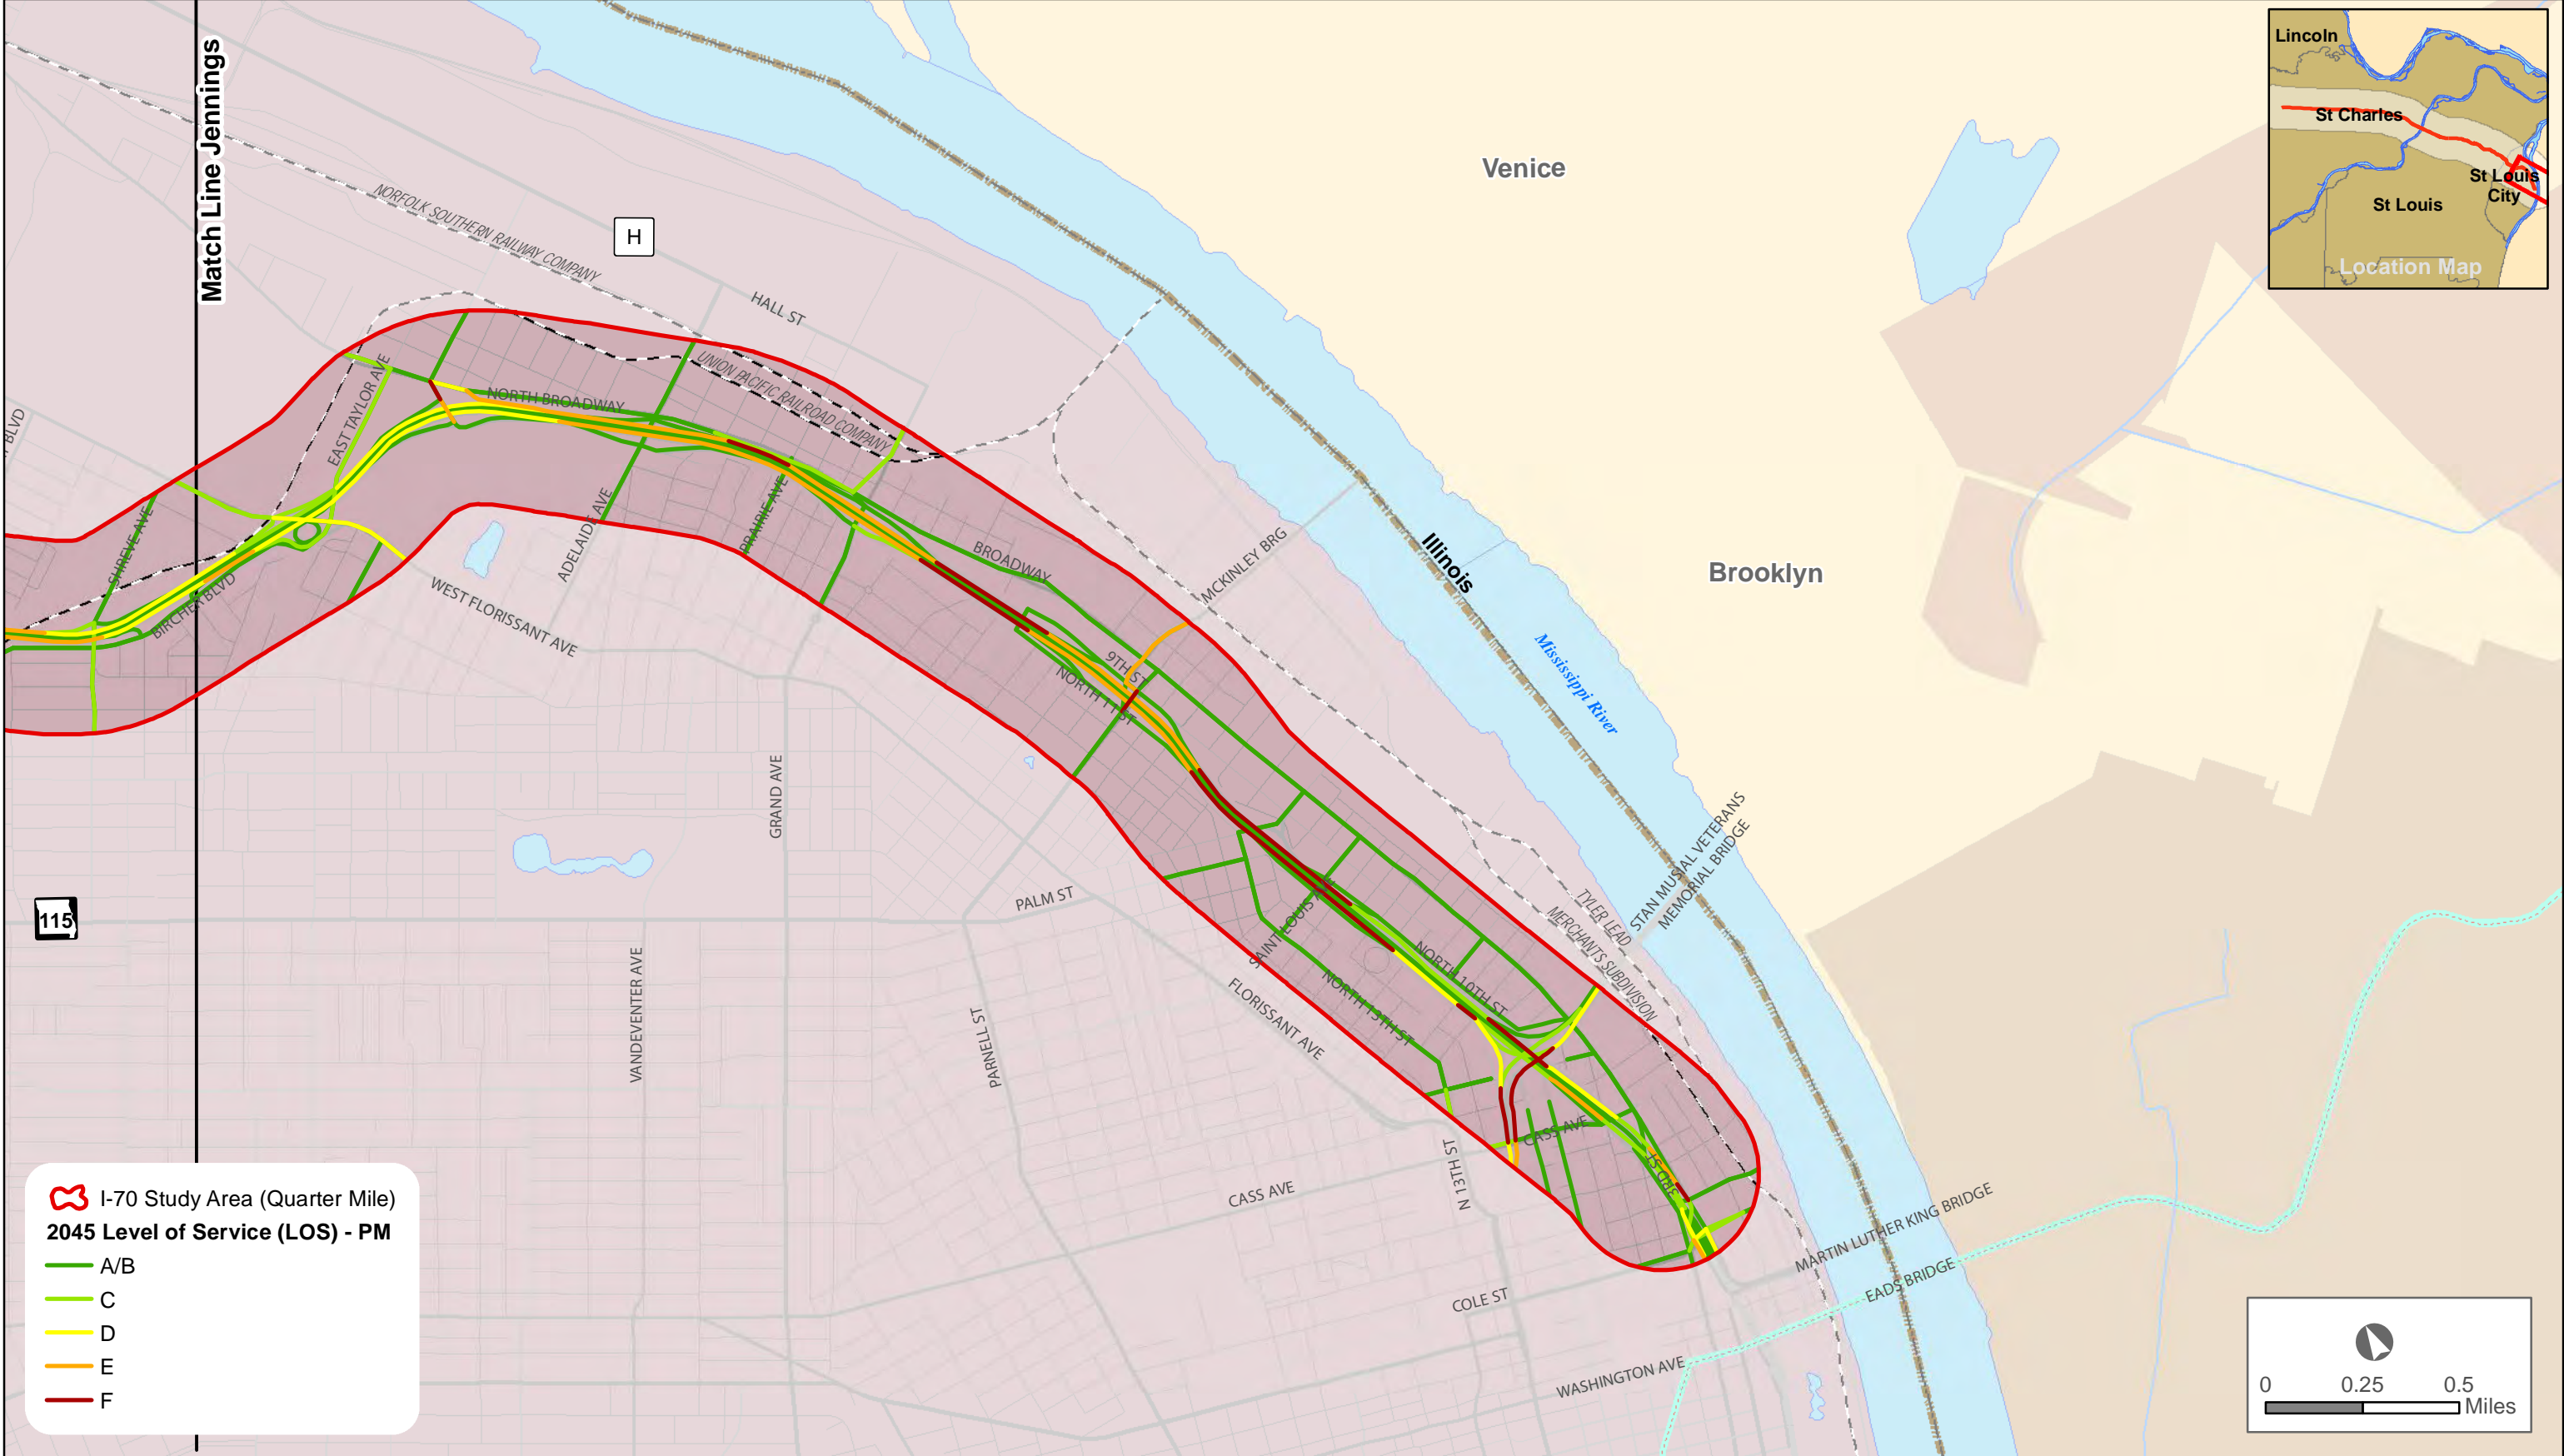 Match Line Jennings
Lincoln
St Charles
St Louis
City
St Louis
Location Map
Venice
NORFOLK SOUTHERN RAILWAY COMPANY
H
HALL ST
UNION PACIFIC RAILROAD COMPANY
NORTH BROADWAY
EAST TAYLOR AVE
BLVD
SHREVE AVE
BIRCHER BLVD
ADELAIDE AVE
PRAIRIE AVE
WEST FLORISSANT AVE
BROADWAY
MCKINLEY BRG
Illinois
Brooklyn
Mississippi River
9TH ST
NORTH 11 ST
GRAND AVE
STAN MUSIAL VETERANS
MEMORIAL BRIDGE
TYLER LEAD
MERCHANTS SUBDIVISION
115
PALM ST
SAINT LOUIS
NORTH 10TH ST
NORTH 13TH ST
FLORISSANT AVE
VANDEVENTER AVE
PARNELL ST
CASS AVE
N 13TH ST
3RD ST
CASS AVE
MARTIN LUTHER KING BRIDGE
EADS BRIDGE
COLE ST
WASHINGTON AVE
I-70 Study Area (Quarter Mile)
2045 Level of Service (LOS) - PM
A/B
C
D
E
F
0 0.25 0.5
Miles